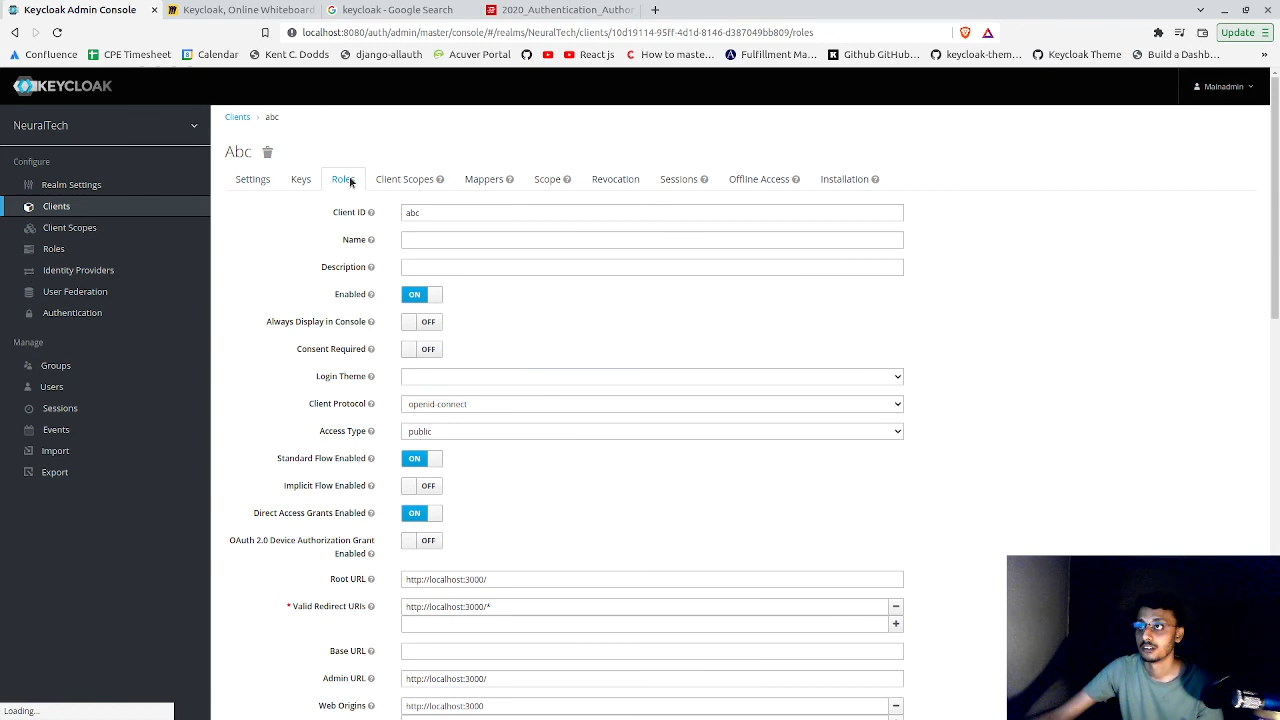 Keycloak Admin Console
Keycloak, Online Whiteboard
keycloak - Google Search
2020_Authentication_Author
localhost:8080/auth/admin/master/console/#/realms/NeuralTech/clients/10d19114-95ff-4d1d-8146-d387049bb809/roles
Update
Confluence
CPE Timesheet
Calendar
Kent C. Dodds
django-allauth
Acuver Portal
React js
How to maste...
Fulfillment Ma...
Github GitHub...
keycloak-them...
Keycloak Theme
Build a Dashb...
»
KEYCLOAK
Mainadmin
NeuralTech
Configure
Realm Settings
Clients
Client Scopes
Roles
Identity Providers
User Federation
Authentication
Manage
Groups
Users
Sessions
Events
Import
Export
Clients › abc
Abc
Settings
Keys
Roles
Client Scopes
Mappers
Scope
Revocation
Sessions
Offline Access
Installation
Client ID abc
Name
Description
Enabled ON
Always Display in Console OFF
Consent Required OFF
Login Theme
Client Protocol openid-connect
Access Type public
Standard Flow Enabled ON
Implicit Flow Enabled OFF
Direct Access Grants Enabled ON
OAuth 2.0 Device Authorization Grant
Enabled OFF
Root URL http://localhost:3000/
* Valid Redirect URIs http://localhost:3000/*
Base URL
Admin URL http://localhost:3000/
Web Origins http://localhost:3000
Loading...